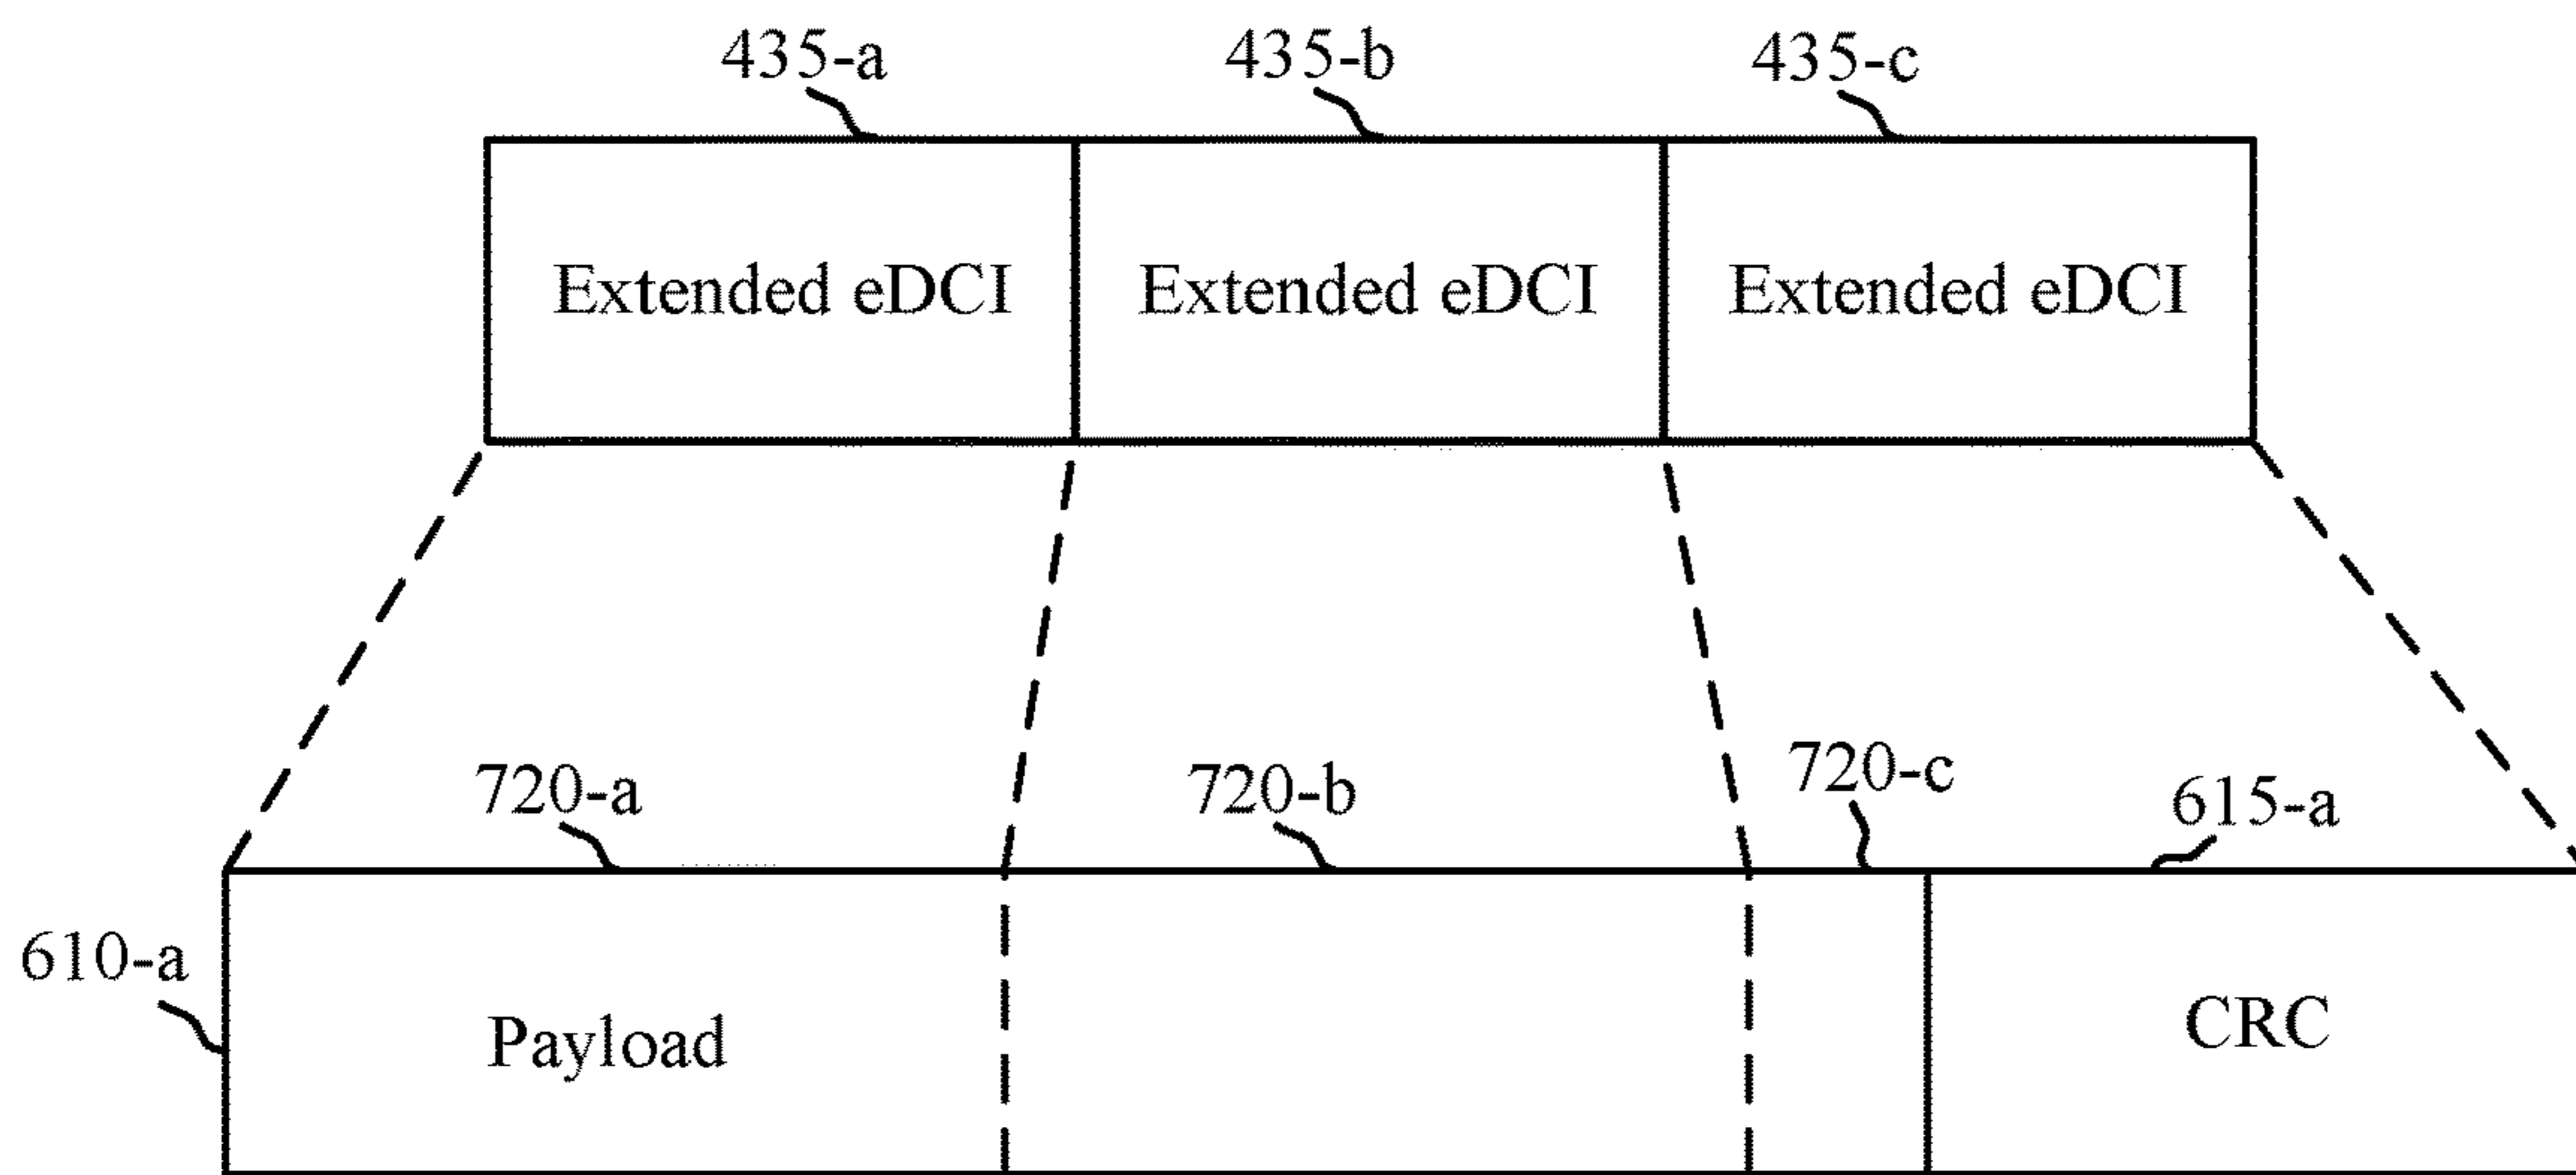 435-a 435-b 435-c
Extended eDCI Extended eDCI Extended eDCI
720-a 720-b 720-c 615-a
610-a
Payload CRC